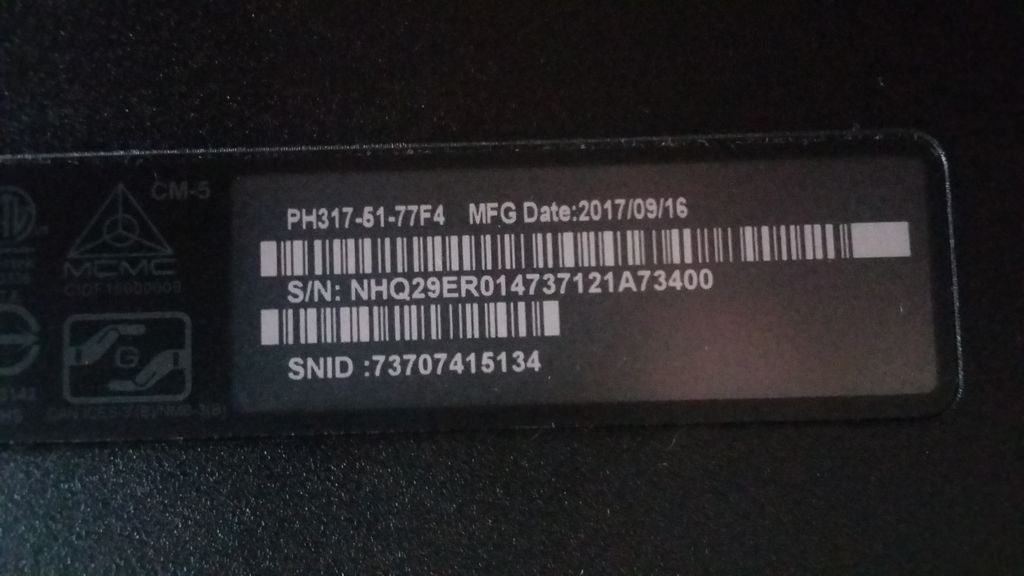 CM-5
PH317-51-77F4 MFG Date:2017/09/16
MCMC
S/N: NHQ29ER014737121A73400
G
SNID :73707415134